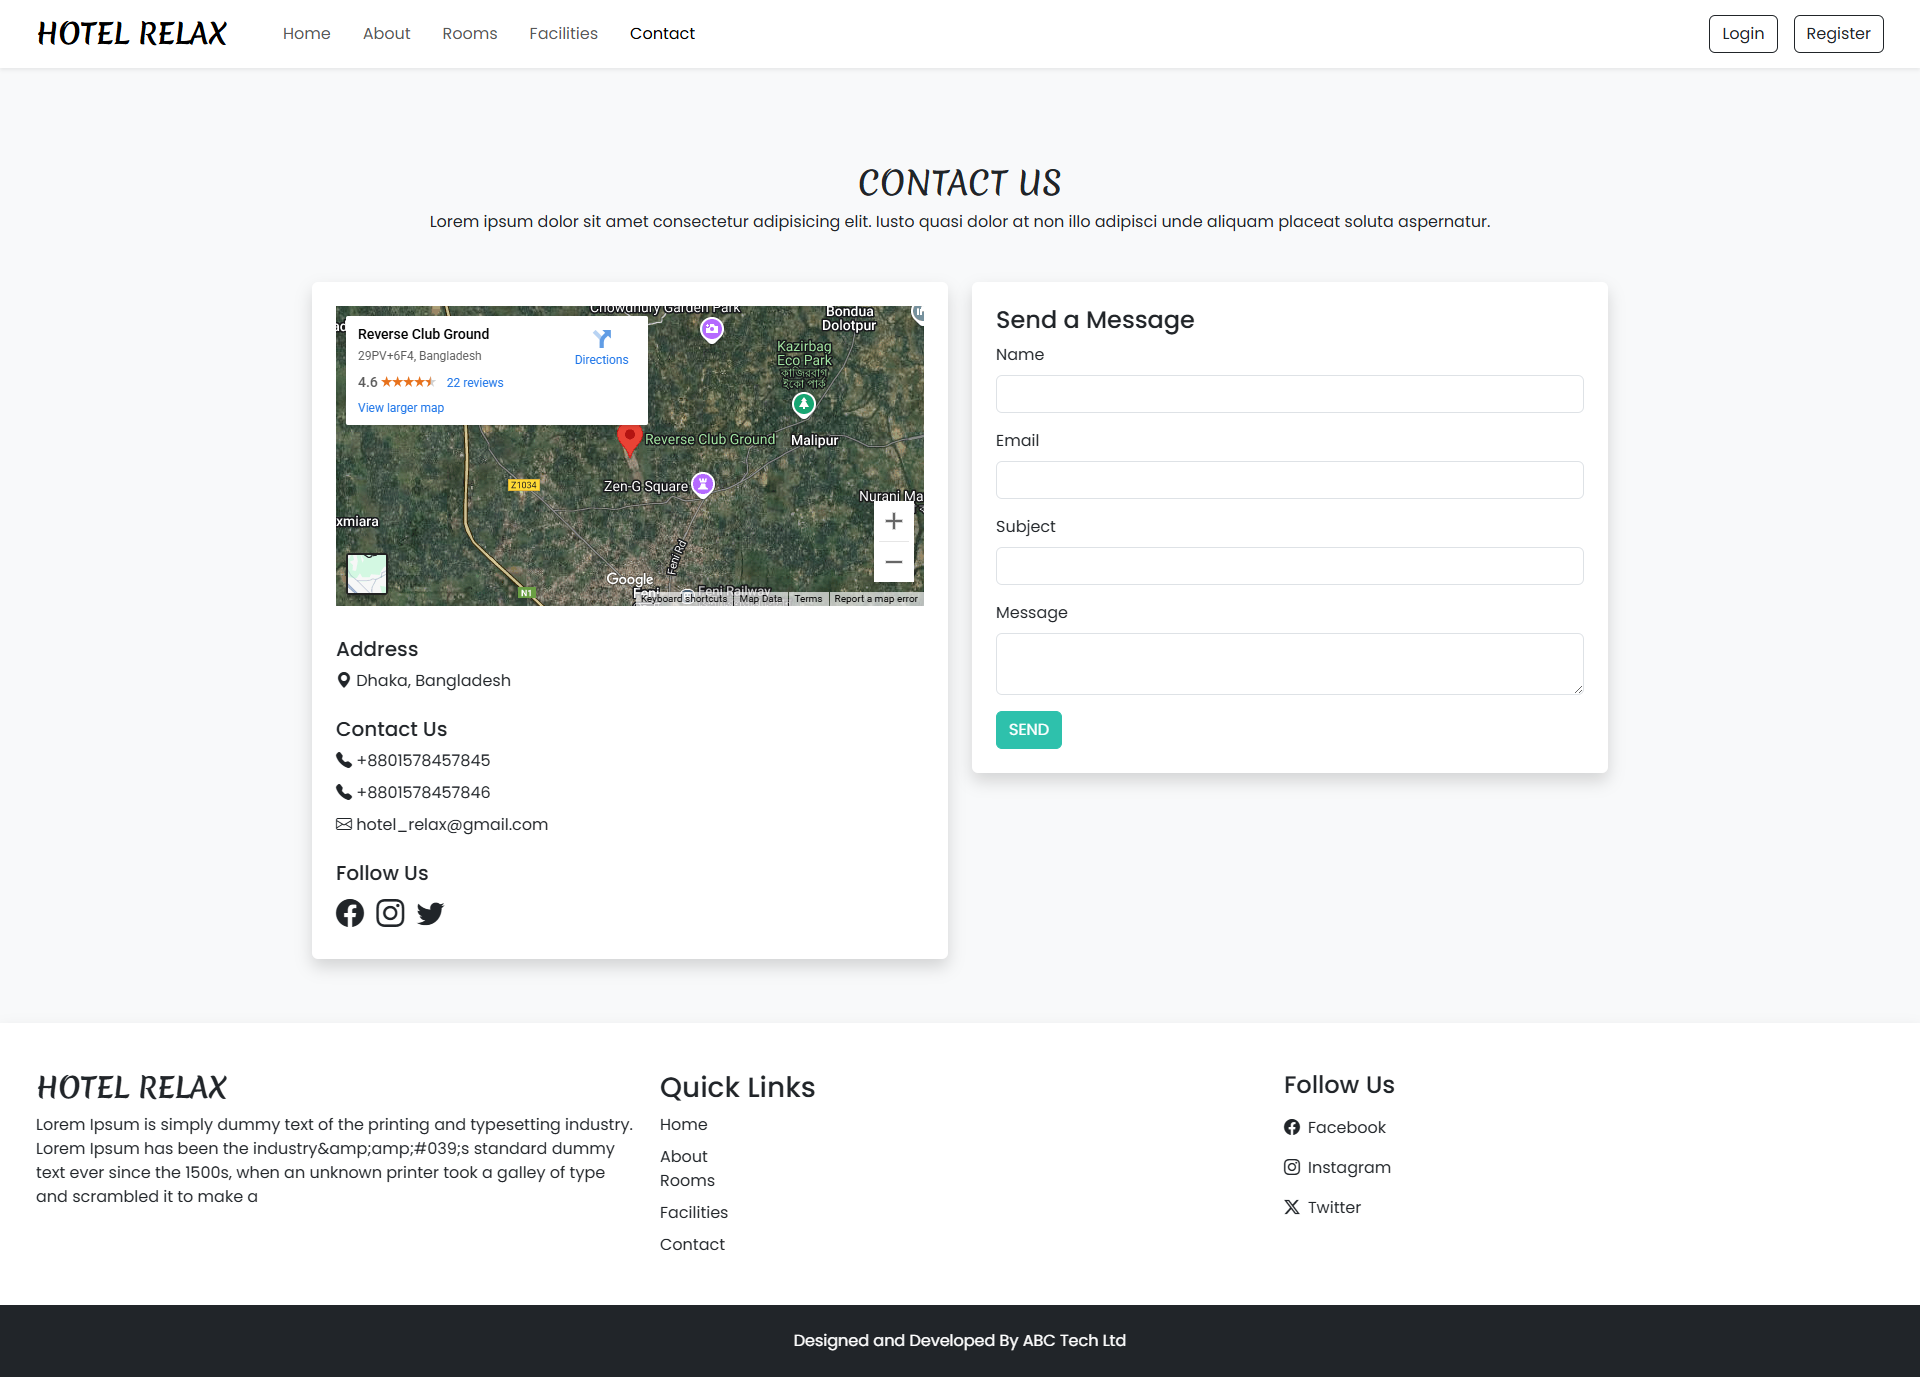 HOTEL RELAX
Home About Rooms Facilities Contact
Login Register
CONTACT US
Lorem ipsum dolor sit amet consectetur adipisicing elit. Iusto quasi dolor at non illo adipisci unde aliquam placeat soluta aspernatur.
Chowdhury Garden Park
Bondua
Dolotpur
Reverse Club Ground
29PV+6F4, Bangladesh
4.6 22 reviews
View larger map
Directions
Kazirbag
Eco Park
কাজিরবাগ
ইকো পার্ক
Reverse Club Ground
Malipur
Zen-G Square
Z1034
Nurani Ma
xmiara
Feni Rd
Google
N1
Feni
Feni Railway
Keyboard shortcuts Map Data Terms Report a map error
Address
Dhaka, Bangladesh
Contact Us
+8801578457845
+8801578457846
hotel_relax@gmail.com
Follow Us
Send a Message
Name
Email
Subject
Message
SEND
HOTEL RELAX
Lorem Ipsum is simply dummy text of the printing and typesetting industry.
Lorem Ipsum has been the industry&amp;amp;#039;s standard dummy
text ever since the 1500s, when an unknown printer took a galley of type
and scrambled it to make a
Quick Links
Home
About
Rooms
Facilities
Contact
Follow Us
Facebook
Instagram
Twitter
Designed and Developed By ABC Tech Ltd